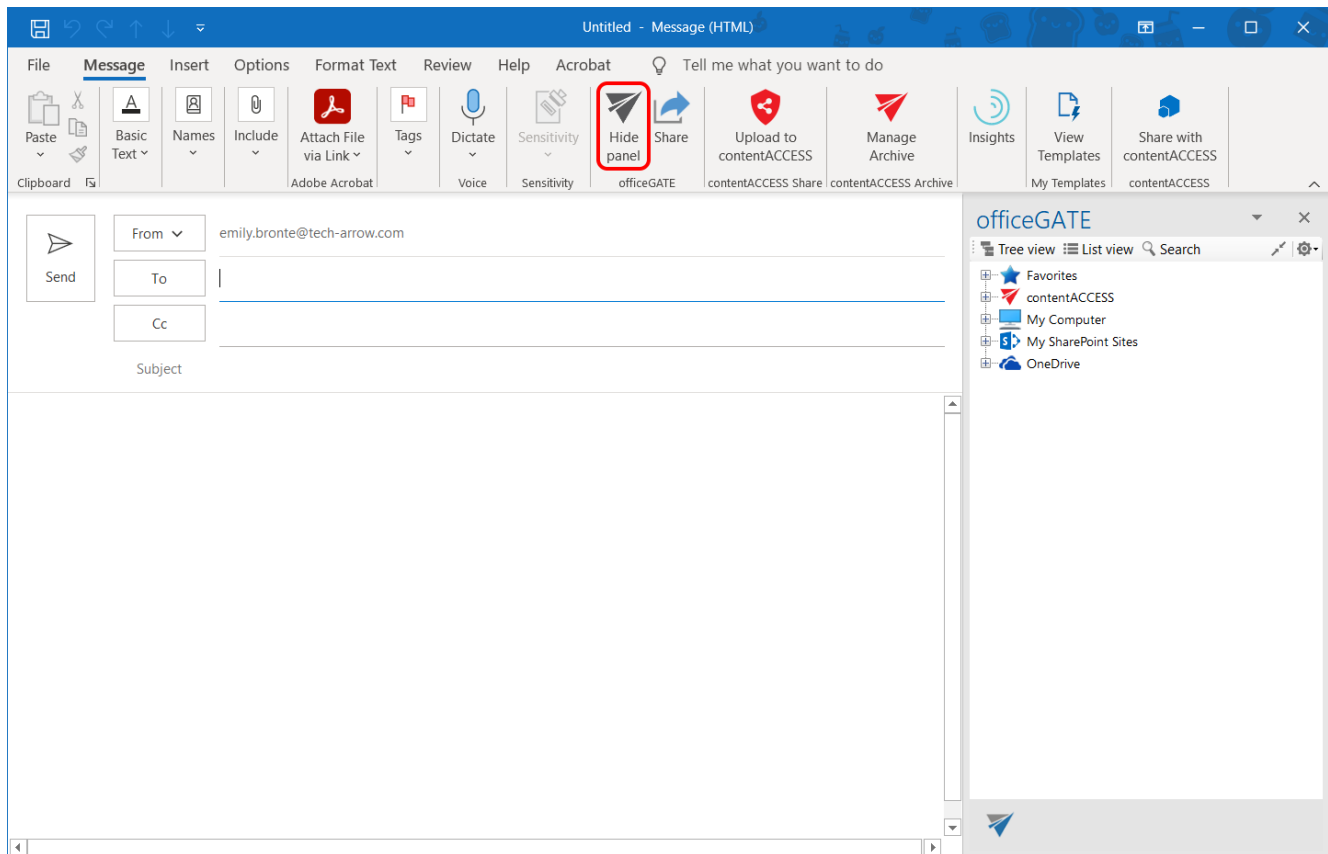 Untitled - Message (HTML)
File Message Insert Options Format Text Review Help Acrobat Tell me what you want to do
Paste
Basic Text
Names
Include
Attach File via Link
Tags
Dictate
Sensitivity
Hide panel
Share
Upload to contentACCESS
Manage Archive
Insights
View Templates
Share with contentACCESS
Clipboard
Adobe Acrobat
Voice
Sensitivity
officeGATE
contentACCESS Share
contentACCESS Archive
My Templates
contentACCESS
Send
From
emily.bronte@tech-arrow.com
To
Cc
Subject
officeGATE
Tree view List view Search
Favorites
contentACCESS
My Computer
S
My SharePoint Sites
OneDrive